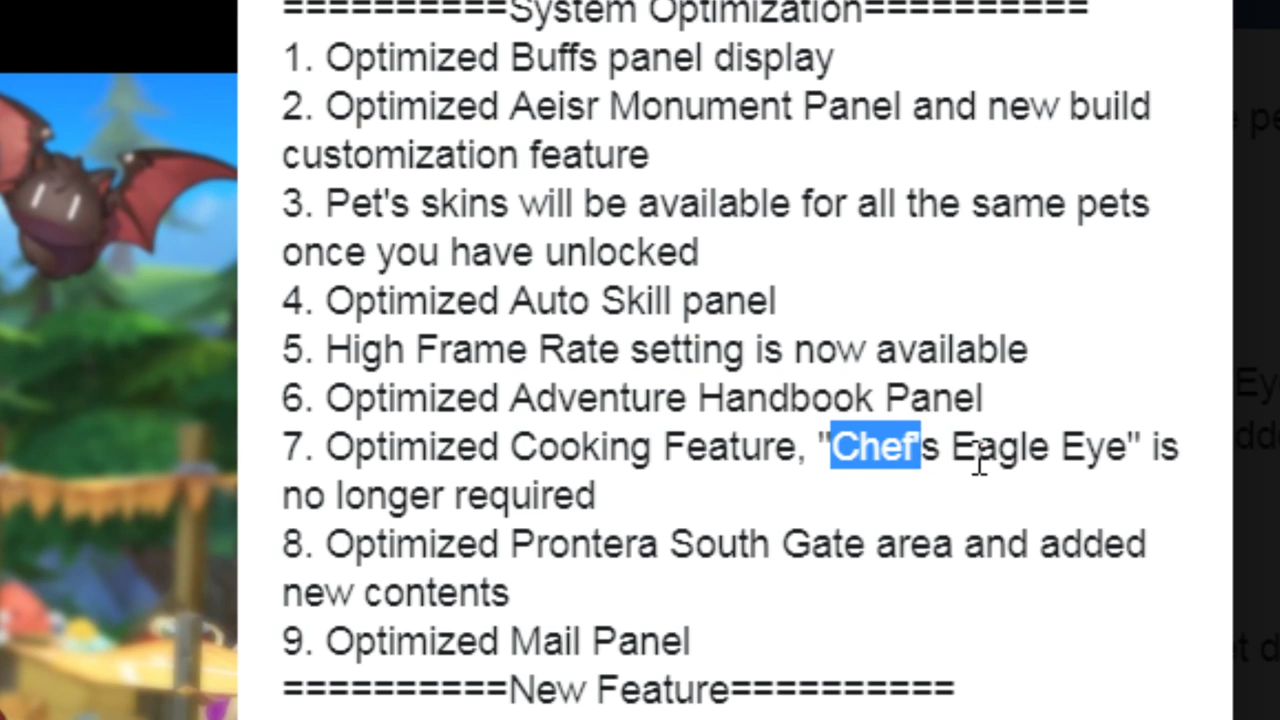 ==========System Optimization==========
1. Optimized Buffs panel display
2. Optimized Aeisr Monument Panel and new build
customization feature
3. Pet's skins will be available for all the same pets
once you have unlocked
4. Optimized Auto Skill panel
5. High Frame Rate setting is now available
6. Optimized Adventure Handbook Panel
7. Optimized Cooking Feature, "Chef's Eagle Eye" is
no longer required
8. Optimized Prontera South Gate area and added
new contents
9. Optimized Mail Panel
==========New Feature==========